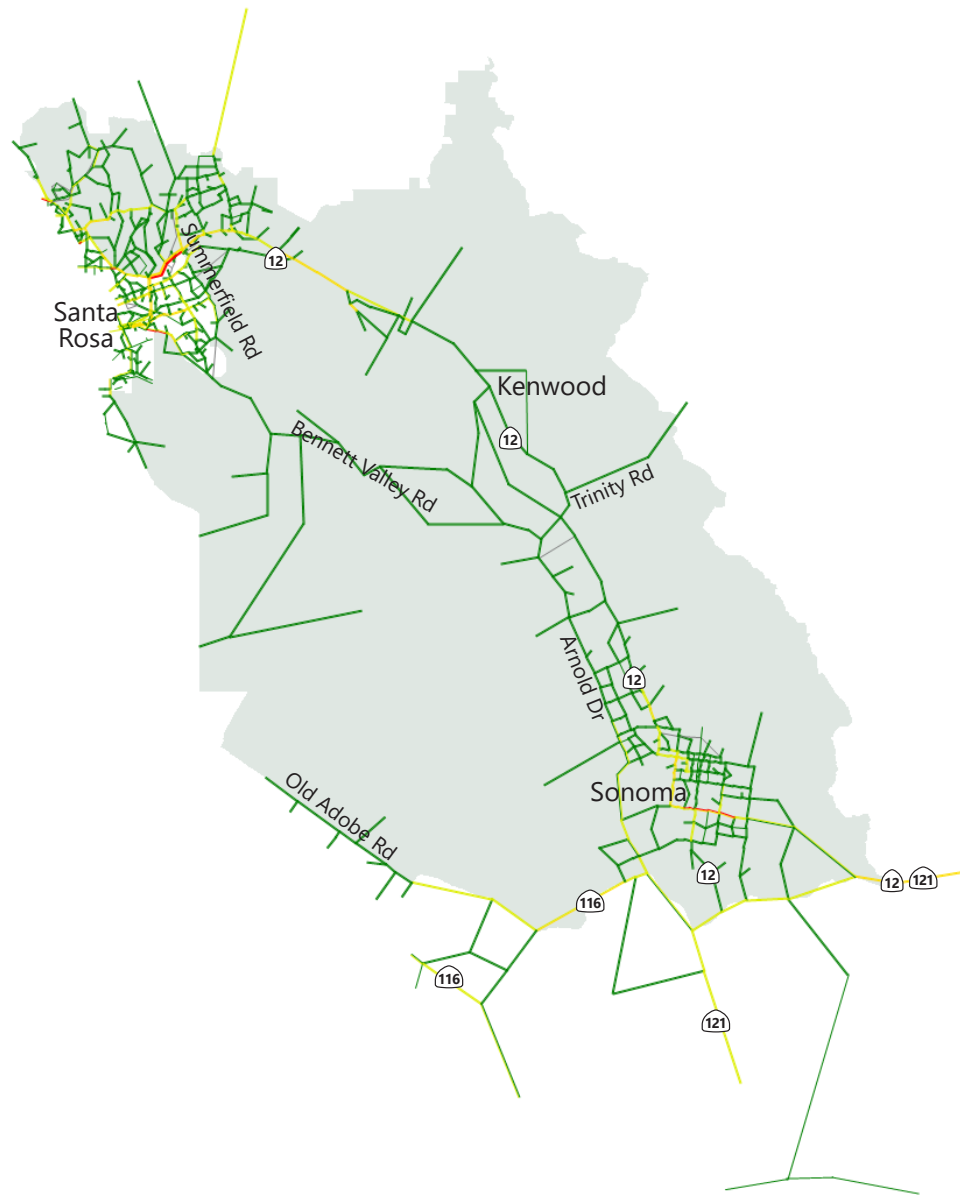 Summerfield Rd
12
Santa
Rosa
Kenwood
12
Bennett Valley Rd
Trinity Rd
Arnold Dr
12
Sonoma
Old Adobe Rd
12
12
121
116
116
121